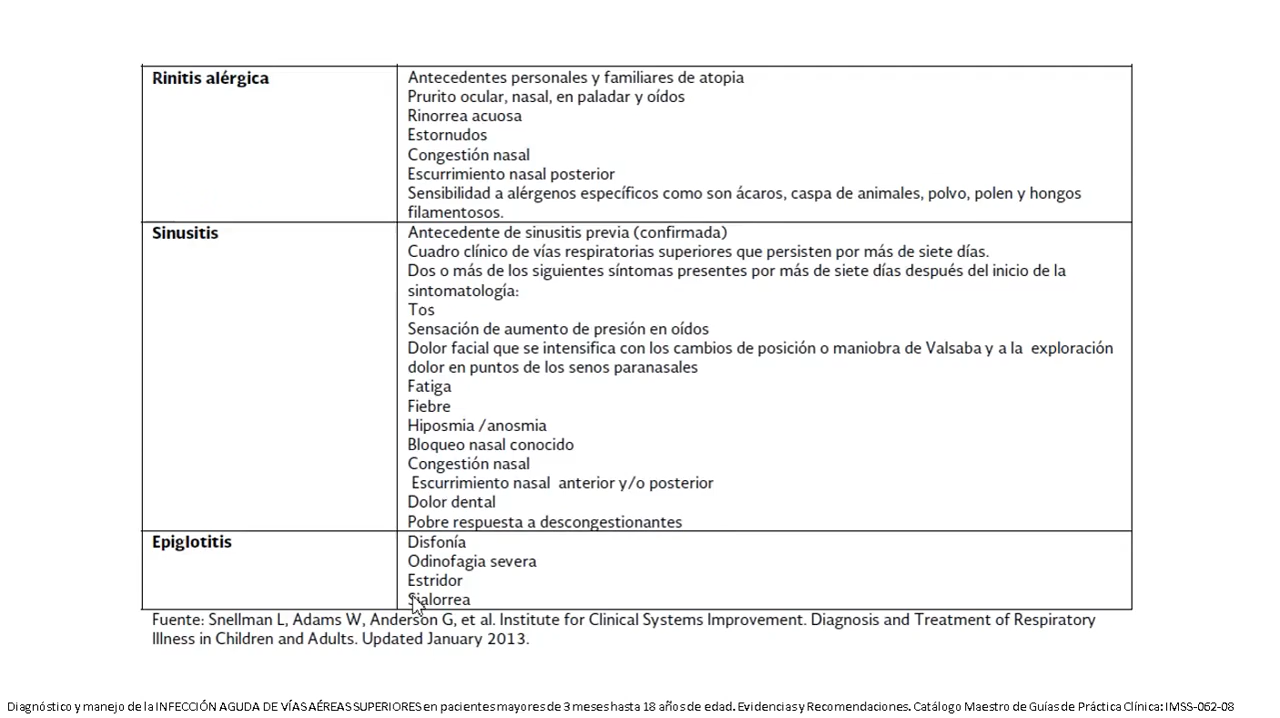 Rinitis alérgica
Antecedentes personales y familiares de atopia
Prurito ocular, nasal, en paladar y oídos
Rinorrea acuosa
Estornudos
Congestión nasal
Escurrimiento nasal posterior
Sensibilidad a alérgenos específicos como son ácaros, caspa de animales, polvo, polen y hongos
filamentosos.
Sinusitis
Antecedente de sinusitis previa (confirmada)
Cuadro clínico de vías respiratorias superiores que persisten por más de siete días.
Dos o más de los siguientes síntomas presentes por más de siete días después del inicio de la
sintomatología:
Tos
Sensación de aumento de presión en oídos
Dolor facial que se intensifica con los cambios de posición o maniobra de Valsaba y a la exploración
dolor en puntos de los senos paranasales
Fatiga
Fiebre
Hiposmia /anosmia
Bloqueo nasal conocido
Congestión nasal
Escurrimiento nasal anterior y/o posterior
Dolor dental
Pobre respuesta a descongestionantes
Epiglotitis
Disfonía
Odinofagia severa
Estridor
Sialorrea
Fuente: Snellman L, Adams W, Anderson G, et al. Institute for Clinical Systems Improvement. Diagnosis and Treatment of Respiratory
Illness in Children and Adults. Updated January 2013.
Diagnóstico y manejo de la INFECCIÓN AGUDA DE VÍAS AÉREAS SUPERIORES en pacientes mayores de 3 meses hasta 18 años de edad. Evidencias y Recomendaciones. Catálogo Maestro de Guías de Práctica Clínica: IMSS-062-08